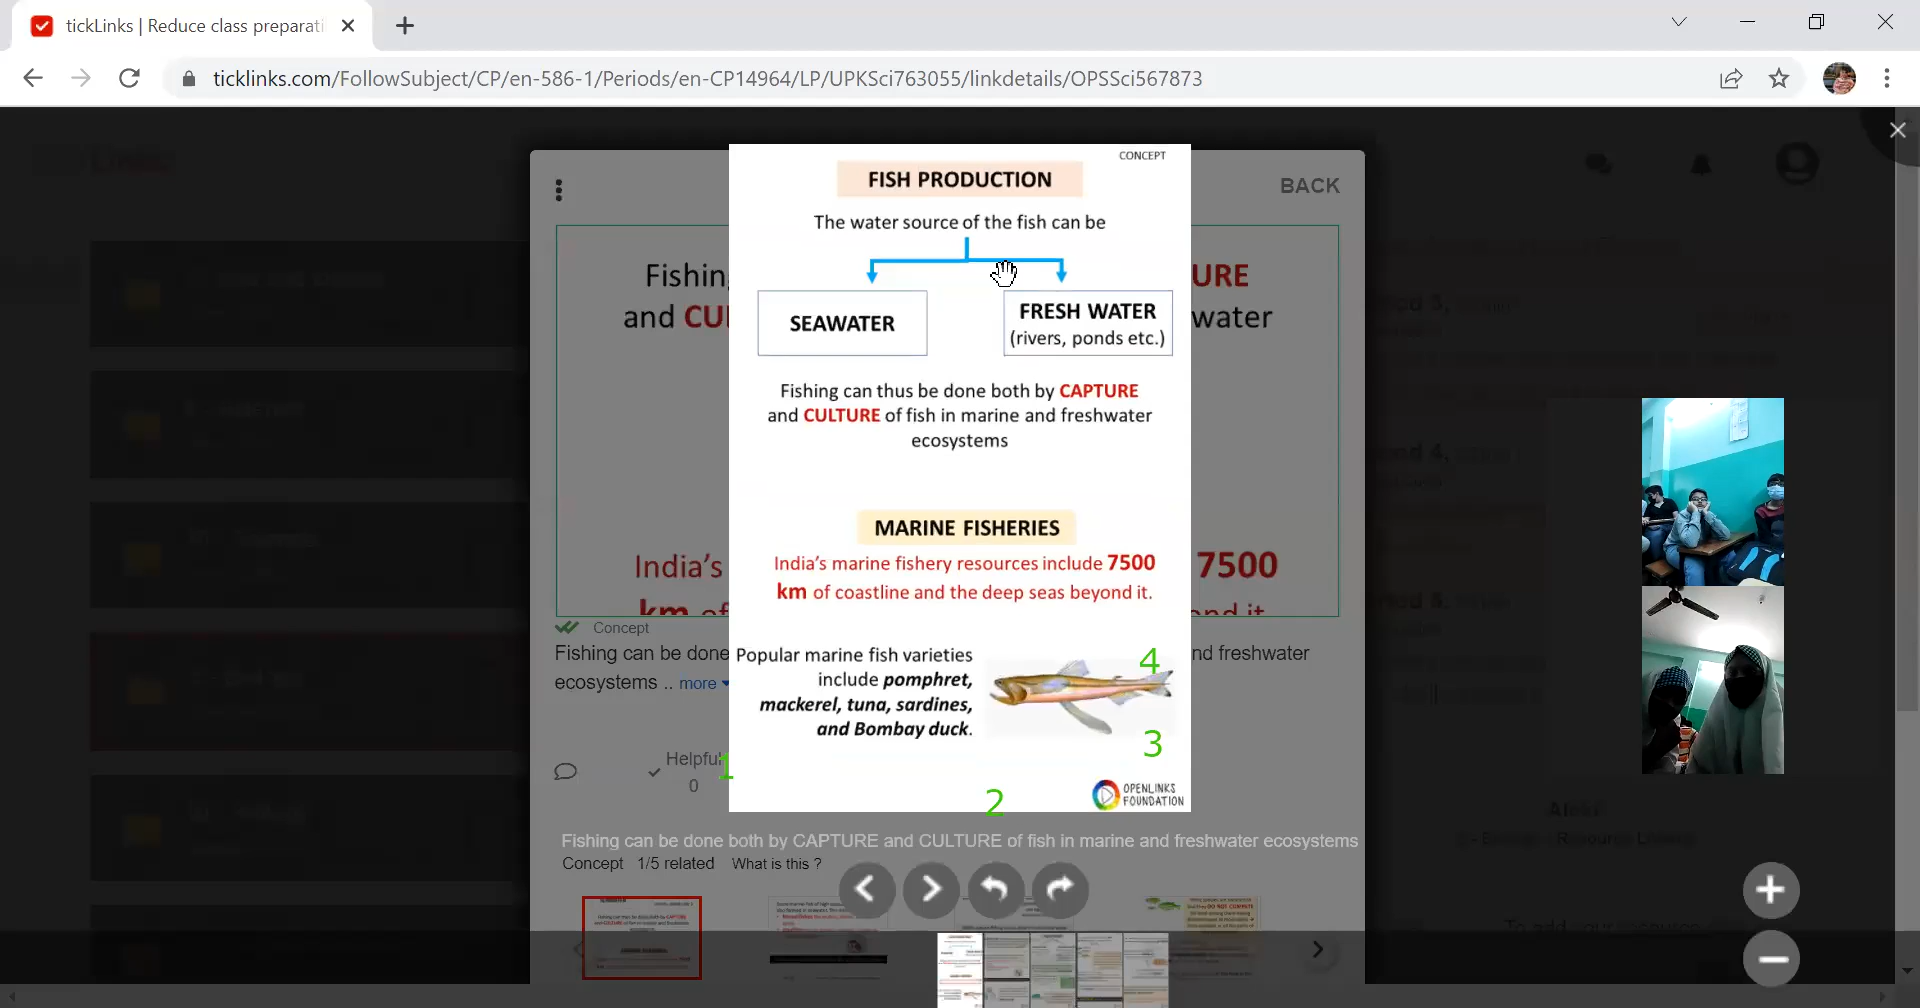 tickLinks | Reduce class preparati
ticklinks.com/FollowSubject/CP/en-586-1/Periods/en-CP14964/LP/UPKSci763055/linkdetails/OPSSci567873
Links
BACK
CONCEPT
FISH PRODUCTION
The water source of the fish can be
SEAWATER
FRESH WATER
(rivers, ponds etc.)
Fishing can thus be done both by CAPTURE
and CULTURE of fish in marine and freshwater
ecosystems
MARINE FISHERIES
India's marine fishery resources include 7500
km of coastline and the deep seas beyond it.
Popular marine fish varieties
include pomphret,
mackerel, tuna, sardines,
and Bombay duck.
OPENLINKS
FOUNDATION
4
3
1
2
Fishing
URE
and CU
water
India's
7500
km of
nd it
Concept
Fishing can be done
nd freshwater
ecosystems .. more
Helpful
0
Fishing can be done both by CAPTURE and CULTURE of fish in marine and freshwater ecosystems
Concept 1/5 related What is this ?